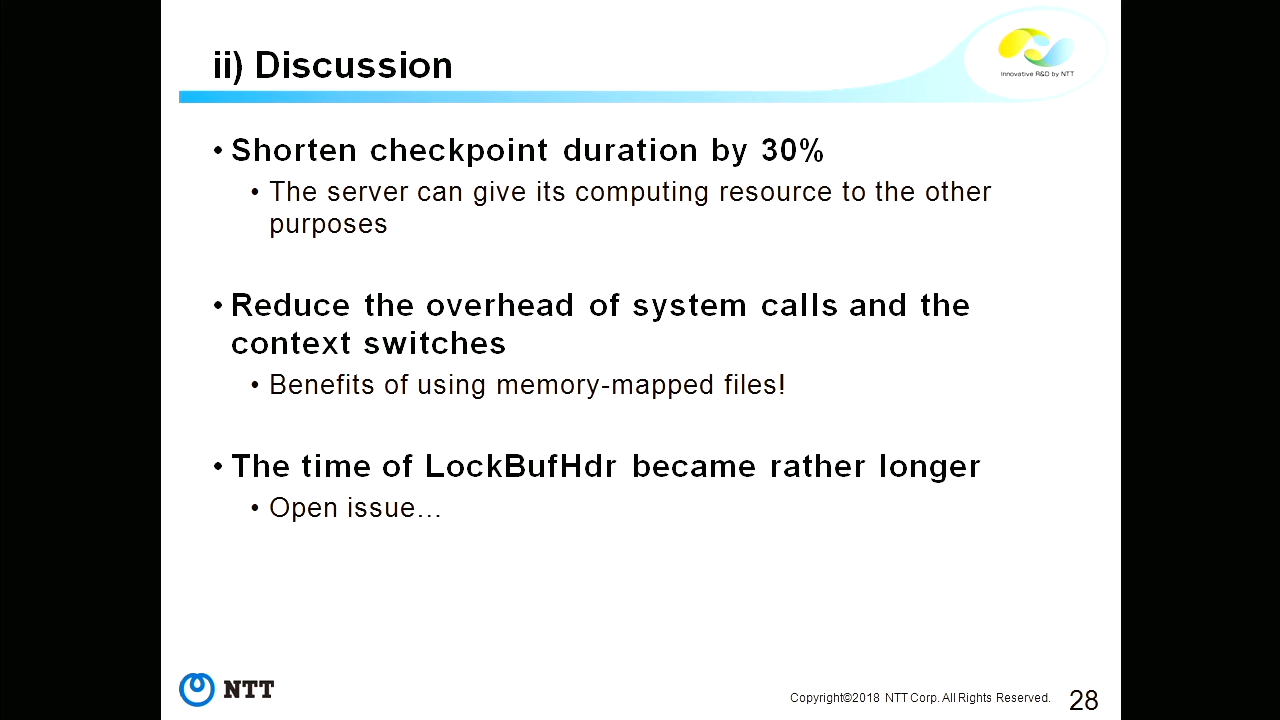 ii) Discussion
Innovative R&D by NTT
• Shorten checkpoint duration by 30%
• The server can give its computing resource to the other
purposes
• Reduce the overhead of system calls and the
context switches
• Benefits of using memory-mapped files!
• The time of LockBufHdr became rather longer
• Open issue…
NTT
Copyright©2018 NTT Corp. All Rights Reserved.
28